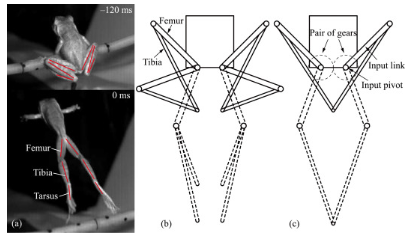 –120 ms
0 ms
Femur
Tibia
Tarsus
(a)
Femur
Tibia
(b)
Pair of gears
Input link
Input pivot
(c)